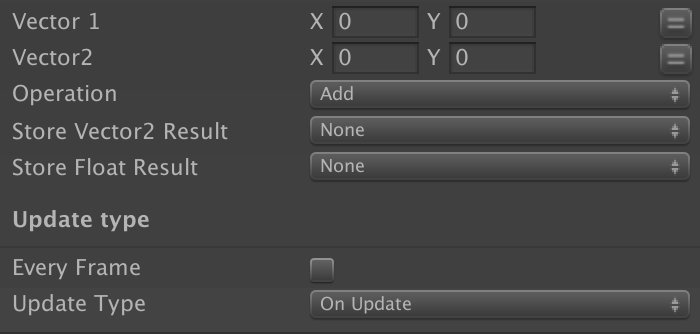 Vector 1 X 0 Y 0
Vector2 X 0 Y 0
Operation Add
Store Vector2 Result None
Store Float Result None
Update type
Every Frame
Update Type On Update